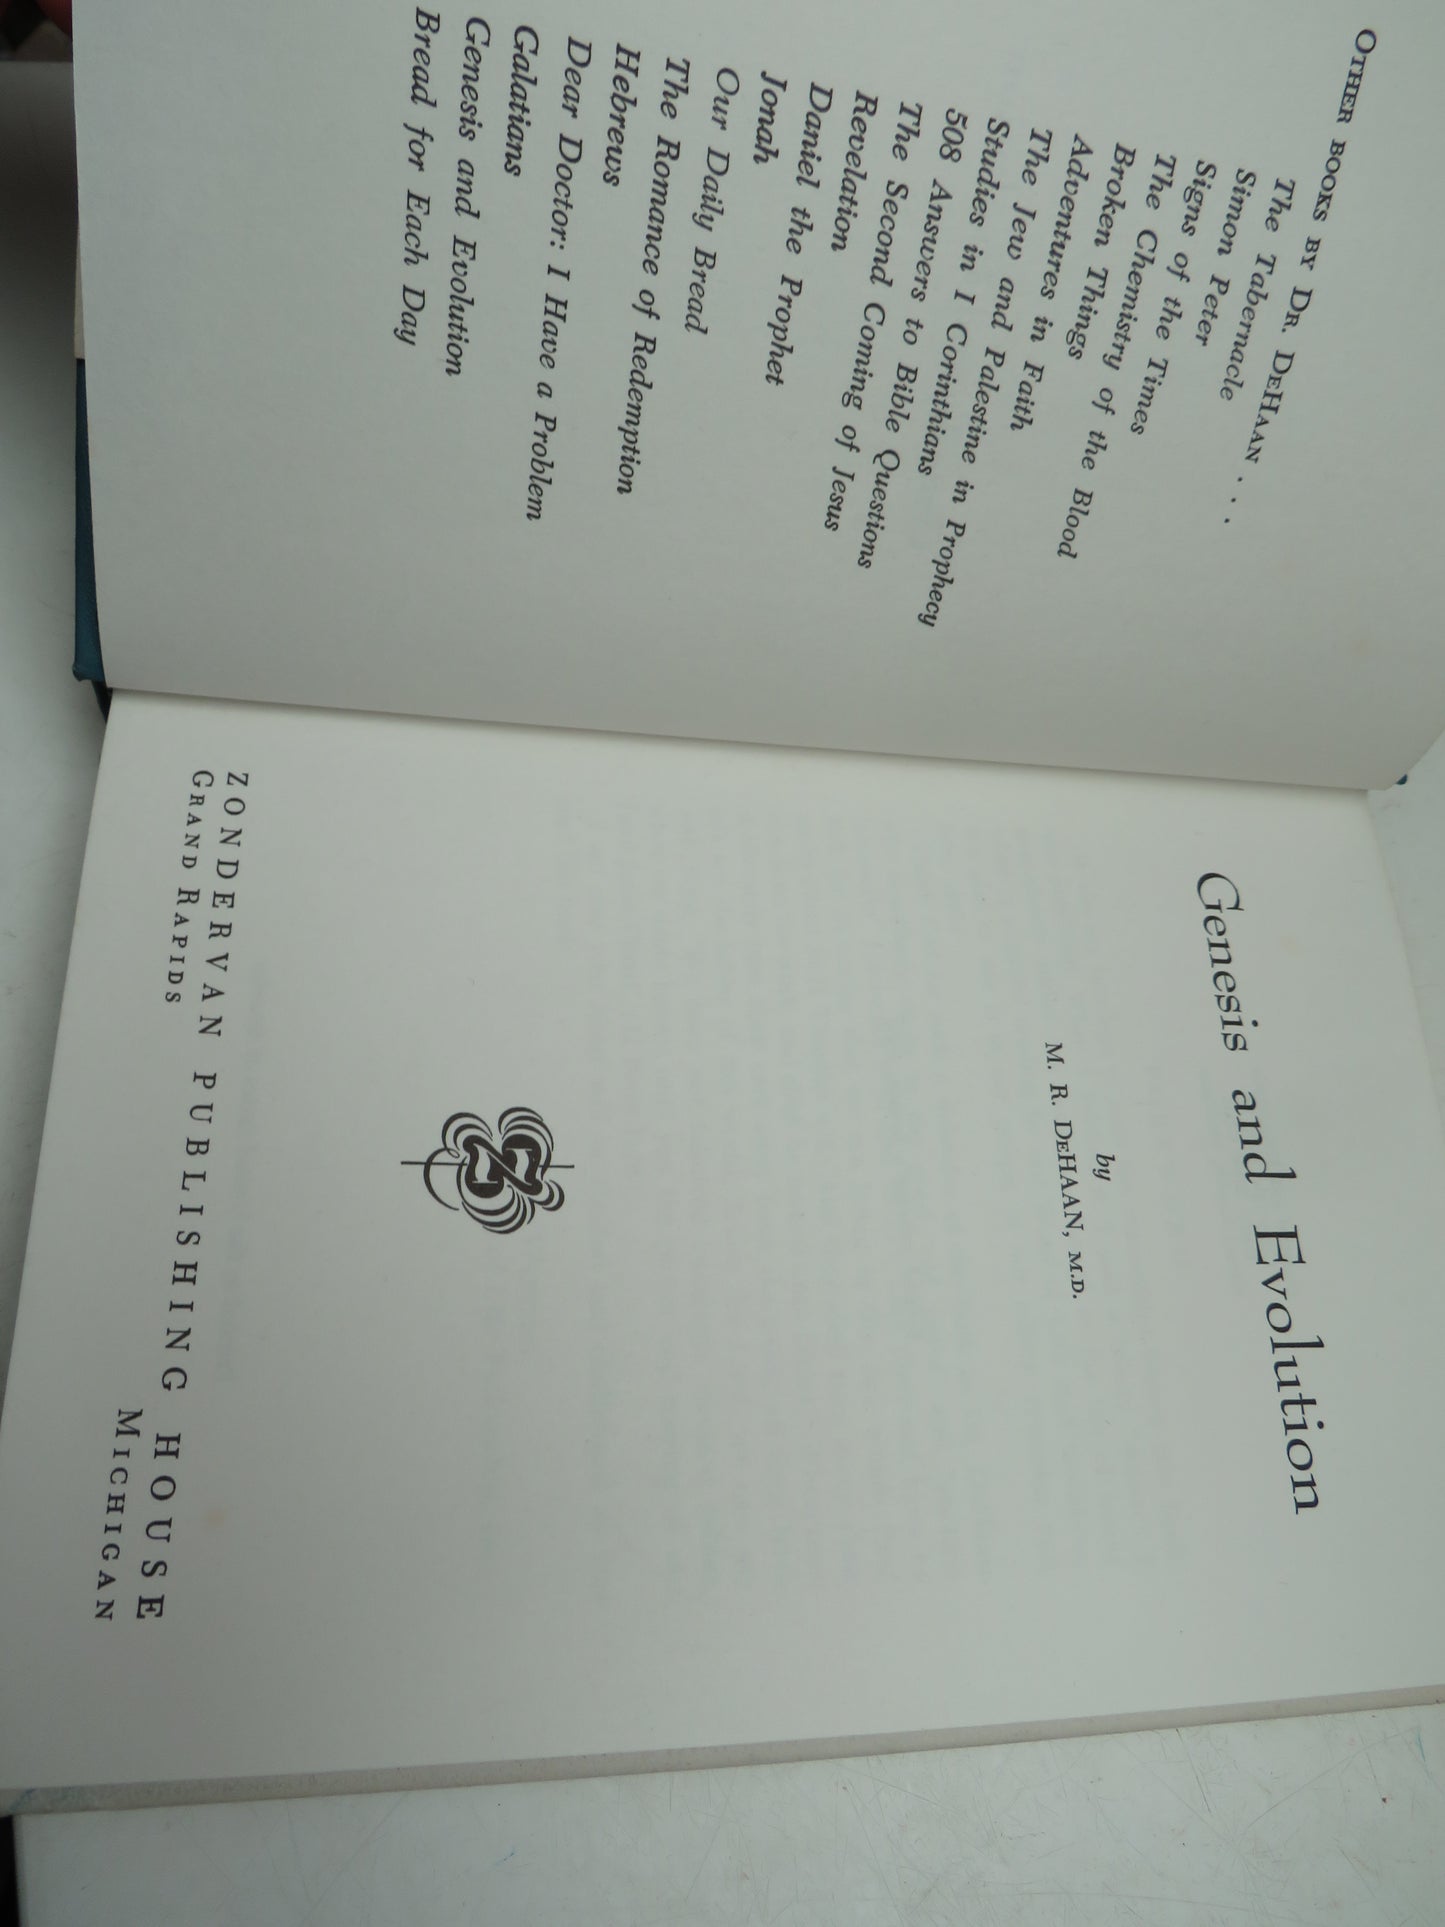 OTHER BOOKS BY DR. DEHAAN . . .
The Tabernacle
Simon Peter
Signs of the Times
The Chemistry of the Blood
Broken Things
Adventures in Faith
The Jew and Palestine in Prophecy
Studies in I Corinthians
508 Answers to Bible Questions
The Second Coming of Jesus
Revelation
Daniel the Prophet
Jonah
Our Daily Bread
The Romance of Redemption
Hebrews
Dear Doctor: I Have a Problem
Galatians
Genesis and Evolution
Bread for Each Day
Genesis and Evolution
by
M. R. DEHAAN, M.D.
Z
ZONDERVAN PUBLISHING HOUSE
GRAND RAPIDS MICHIGAN